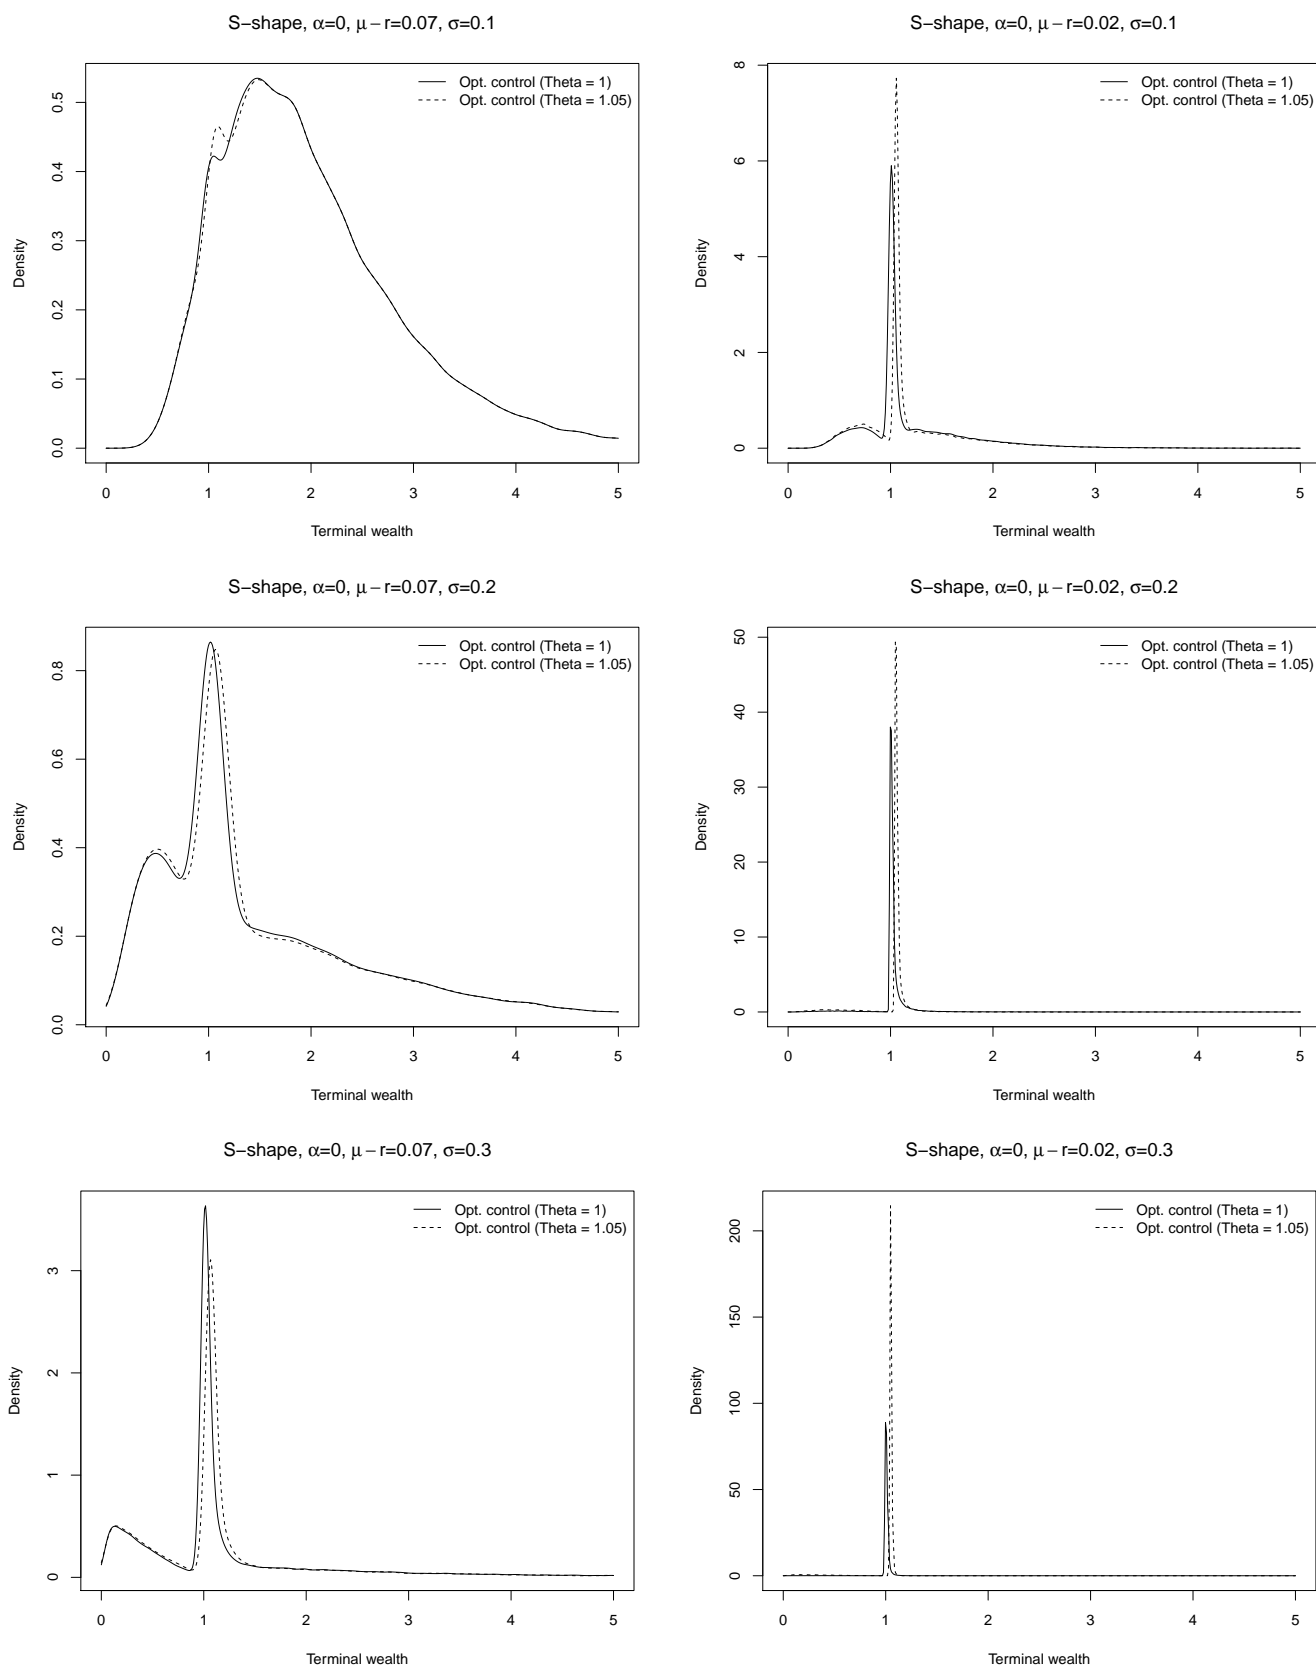 S−shape, α=0, μ − r=0.07, σ=0.1
Opt. control (Theta = 1)
Opt. control (Theta = 1.05)
Density
0.0
0.1
0.2
0.3
0.4
0.5
0 1 2 3 4 5
Terminal wealth
S−shape, α=0, μ − r=0.02, σ=0.1
Opt. control (Theta = 1)
Opt. control (Theta = 1.05)
Density
0
2
4
6
8
0 1 2 3 4 5
Terminal wealth
S−shape, α=0, μ − r=0.07, σ=0.2
Opt. control (Theta = 1)
Opt. control (Theta = 1.05)
Density
0.0
0.2
0.4
0.6
0.8
0 1 2 3 4 5
Terminal wealth
S−shape, α=0, μ − r=0.02, σ=0.2
Opt. control (Theta = 1)
Opt. control (Theta = 1.05)
Density
0
10
20
30
40
50
0 1 2 3 4 5
Terminal wealth
S−shape, α=0, μ − r=0.07, σ=0.3
Opt. control (Theta = 1)
Opt. control (Theta = 1.05)
Density
0
1
2
3
0 1 2 3 4 5
Terminal wealth
S−shape, α=0, μ − r=0.02, σ=0.3
Opt. control (Theta = 1)
Opt. control (Theta = 1.05)
Density
0
50
100
150
200
0 1 2 3 4 5
Terminal wealth